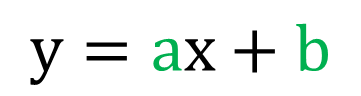 y = ax + b